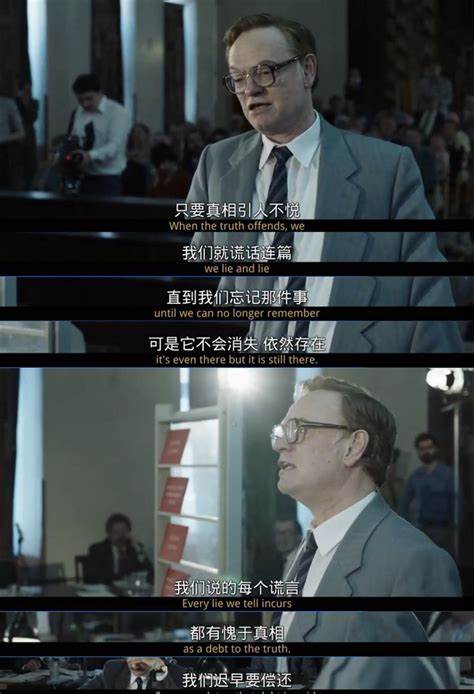 只要真相引人不悦
When the truth offends, we
我们就谎话连篇
we lie and lie
直到我们忘记那件事
until we can no longer remember
可是它不会消失 依然存在
it's even there but it is still there.
我们说的每个谎言
Every lie we tell incurs
都有愧于真相
as a debt to the truth.
我们迟早要偿还